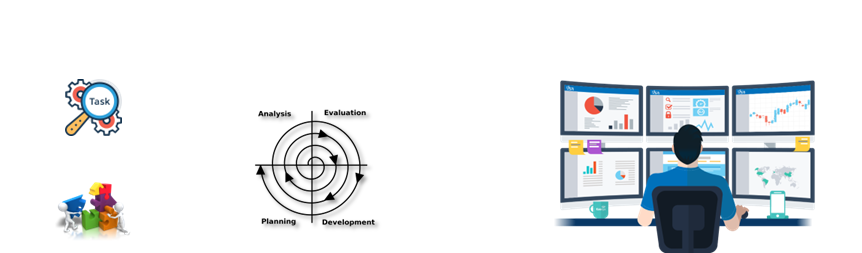 Task
Analysis
Evaluation
Planning
Development